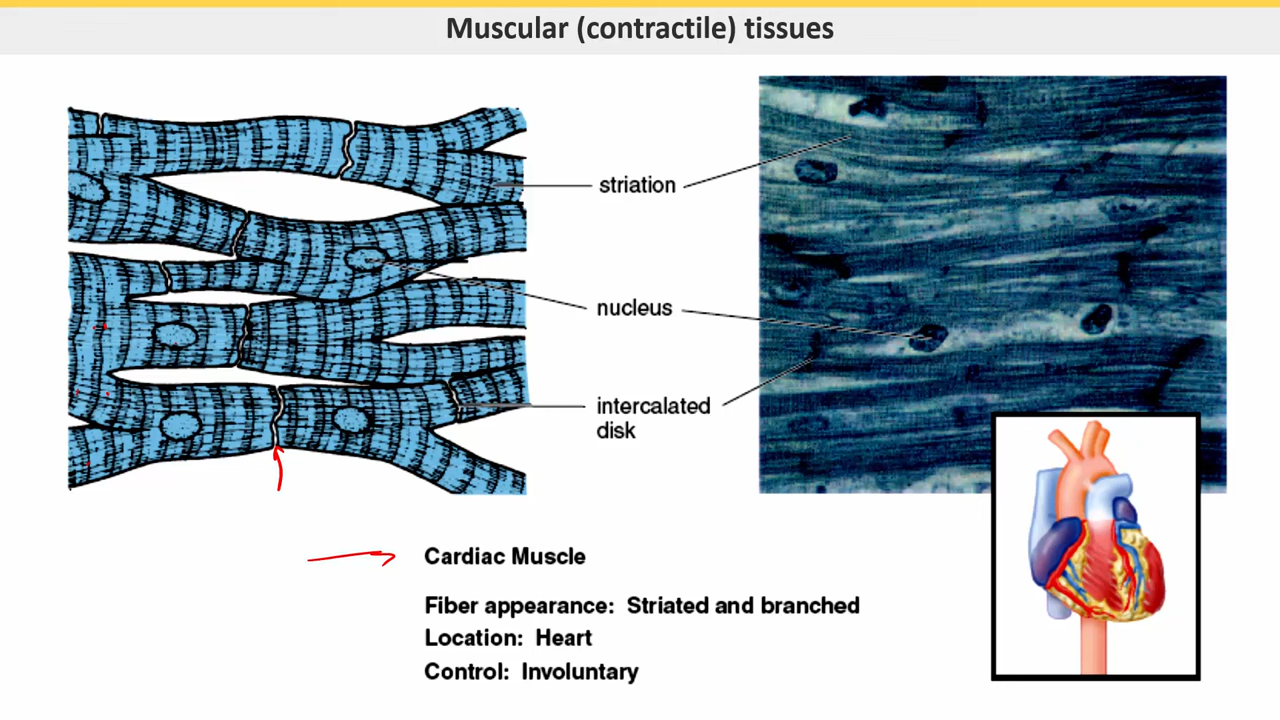 Muscular (contractile) tissues
striation
nucleus
intercalated
disk
Cardiac Muscle
Fiber appearance: Striated and branched
Location: Heart
Control: Involuntary